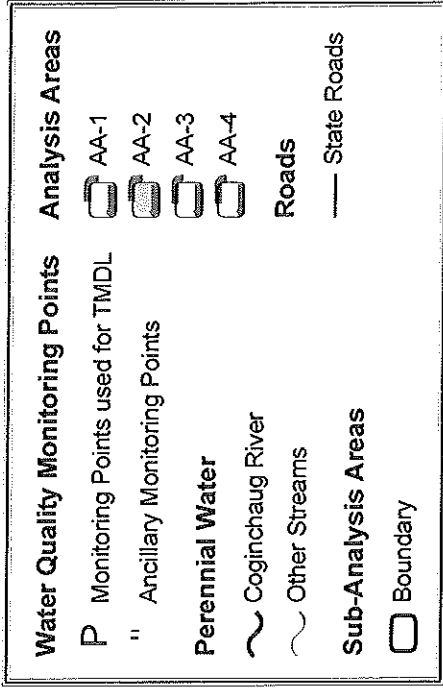 Water Quality Monitoring Points
P Monitoring Points used for TMDL
" Ancillary Monitoring Points
Perennial Water
Coginchaug River
Other Streams
Sub-Analysis Areas
Boundary
Analysis Areas
AA-1
AA-2
AA-3
AA-4
Roads
State Roads